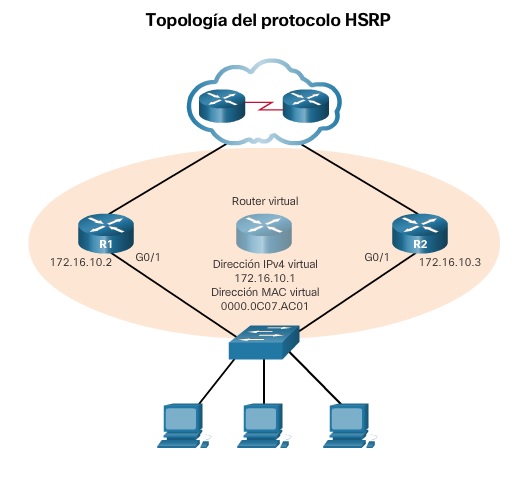 Topología del protocolo HSRP
Router virtual
R1
R2
172.16.10.2
G0/1
G0/1
172.16.10.3
Dirección IPv4 virtual
172.16.10.1
Dirección MAC virtual
0000.0C07.AC01